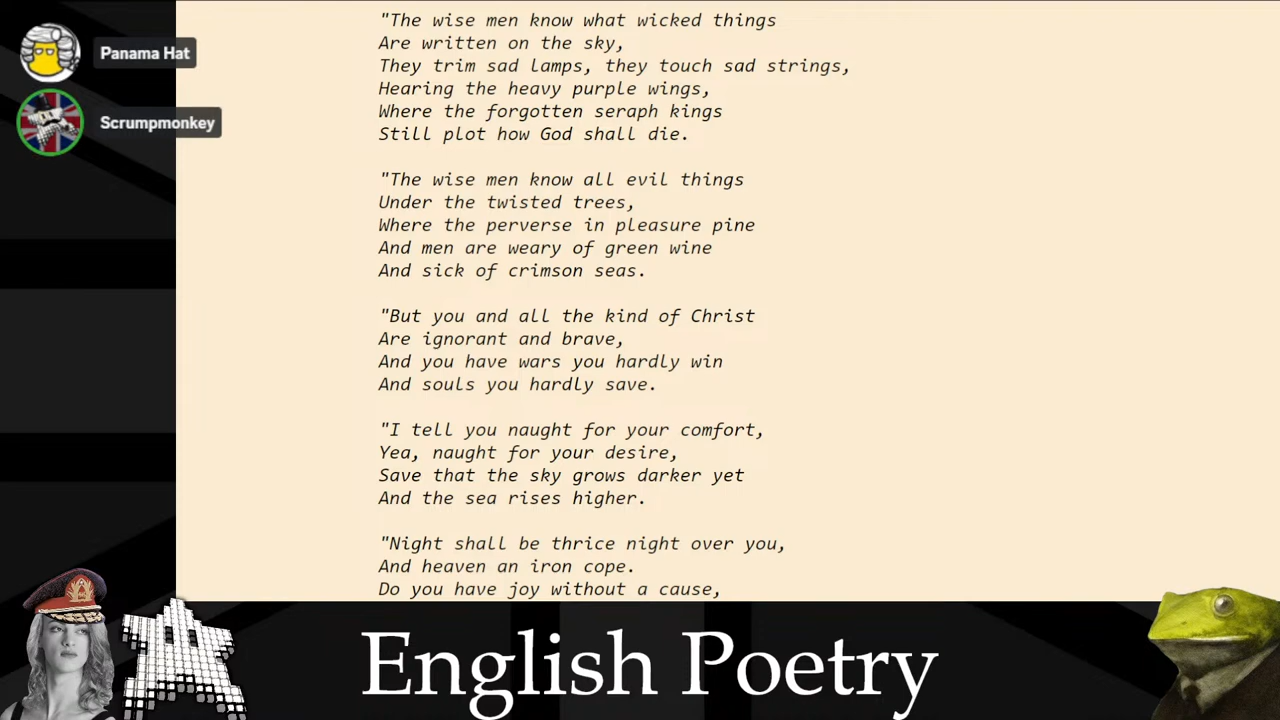 Panama Hat
Scrumpmonkey
"The wise men know what wicked things
Are written on the sky,
They trim sad lamps, they touch sad strings,
Hearing the heavy purple wings,
Where the forgotten seraph kings
Still plot how God shall die.
"The wise men know all evil things
Under the twisted trees,
Where the perverse in pleasure pine
And men are weary of green wine
And sick of crimson seas.
"But you and all the kind of Christ
Are ignorant and brave,
And you have wars you hardly win
And souls you hardly save.
"I tell you naught for your comfort,
Yea, naught for your desire,
Save that the sky grows darker yet
And the sea rises higher.
"Night shall be thrice night over you,
And heaven an iron cope.
Do you have joy without a cause,
English Poetry